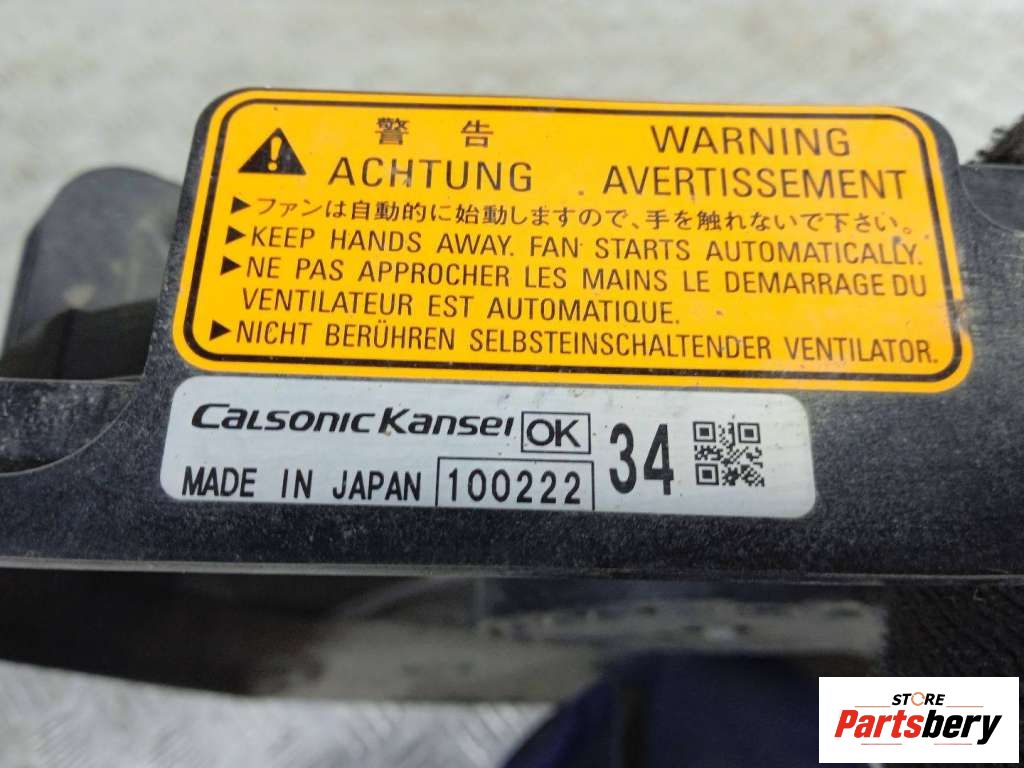 警告 WARNING
ACHTUNG AVERTISSEMENT
▶ファンは自動的に始動しますので、手を触れないで下さい。
▶KEEP HANDS AWAY. FAN STARTS AUTOMATICALLY.
▶NE PAS APPROCHER LES MAINS LE DEMARRAGE DU
VENTILATEUR EST AUTOMATIQUE.
▶NICHT BERÜHREN SELBSTEINSCHALTENDER VENTILATOR.
Calsonic Kansei OK 34
MADE IN JAPAN 100222
STORE
Partsbery